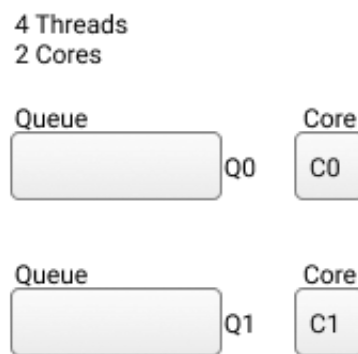 4 Threads
2 Cores
Queue
Core
Q0
C0
Queue
Core
Q1
C1